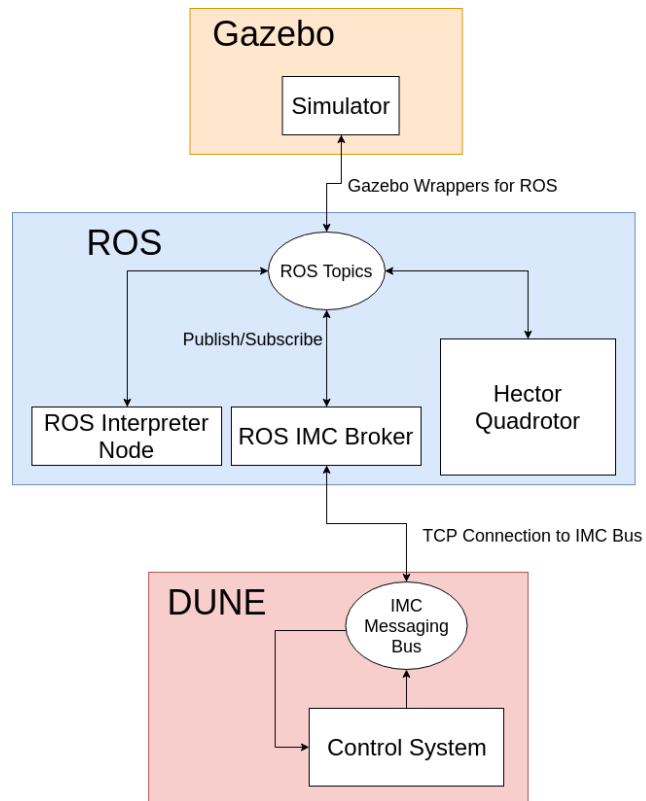 Gazebo
Simulator
Gazebo Wrappers for ROS
ROS
ROS Topics
Publish/Subscribe
ROS Interpreter
Node
ROS IMC Broker
Hector
Quadrotor
TCP Connection to IMC Bus
DUNE
IMC
Messaging
Bus
Control System